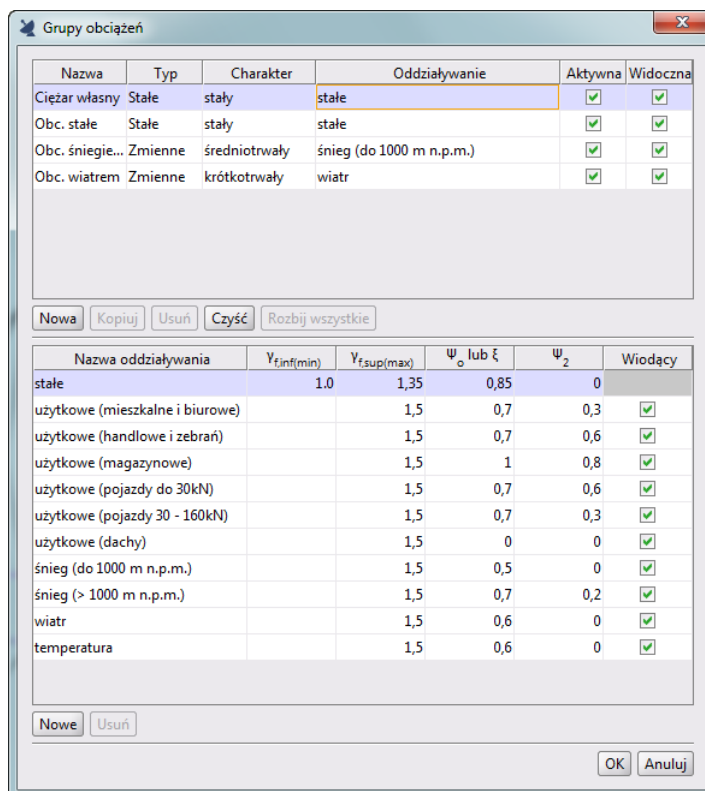 Grupy obciążeń
Nazwa Typ Charakter Oddziaływanie Aktywna Widoczna
Ciężar własny Stałe stały stałe
Obc. stałe Stałe stały stałe
Obc. śniegie... Zmienne średniotrwały śnieg (do 1000 m n.p.m.)
Obc. wiatrem Zmienne krótkotrwały wiatr
Nowa Kopiuj Usuń Czyść Rozbij wszystkie
Nazwa oddziaływania γf,inf(min) γf,sup(max) Ψo lub ξ Ψ2 Wiodący
stałe 1.0 1,35 0,85 0
użytkowe (mieszkalne i biurowe) 1,5 0,7 0,3
użytkowe (handlowe i zebrań) 1,5 0,7 0,6
użytkowe (magazynowe) 1,5 1 0,8
użytkowe (pojazdy do 30kN) 1,5 0,7 0,6
użytkowe (pojazdy 30 - 160kN) 1,5 0,7 0,3
użytkowe (dachy) 1,5 0 0
śnieg (do 1000 m n.p.m.) 1,5 0,5 0
śnieg (> 1000 m n.p.m.) 1,5 0,7 0,2
wiatr 1,5 0,6 0
temperatura 1,5 0,6 0
Nowe Usuń
OK Anuluj